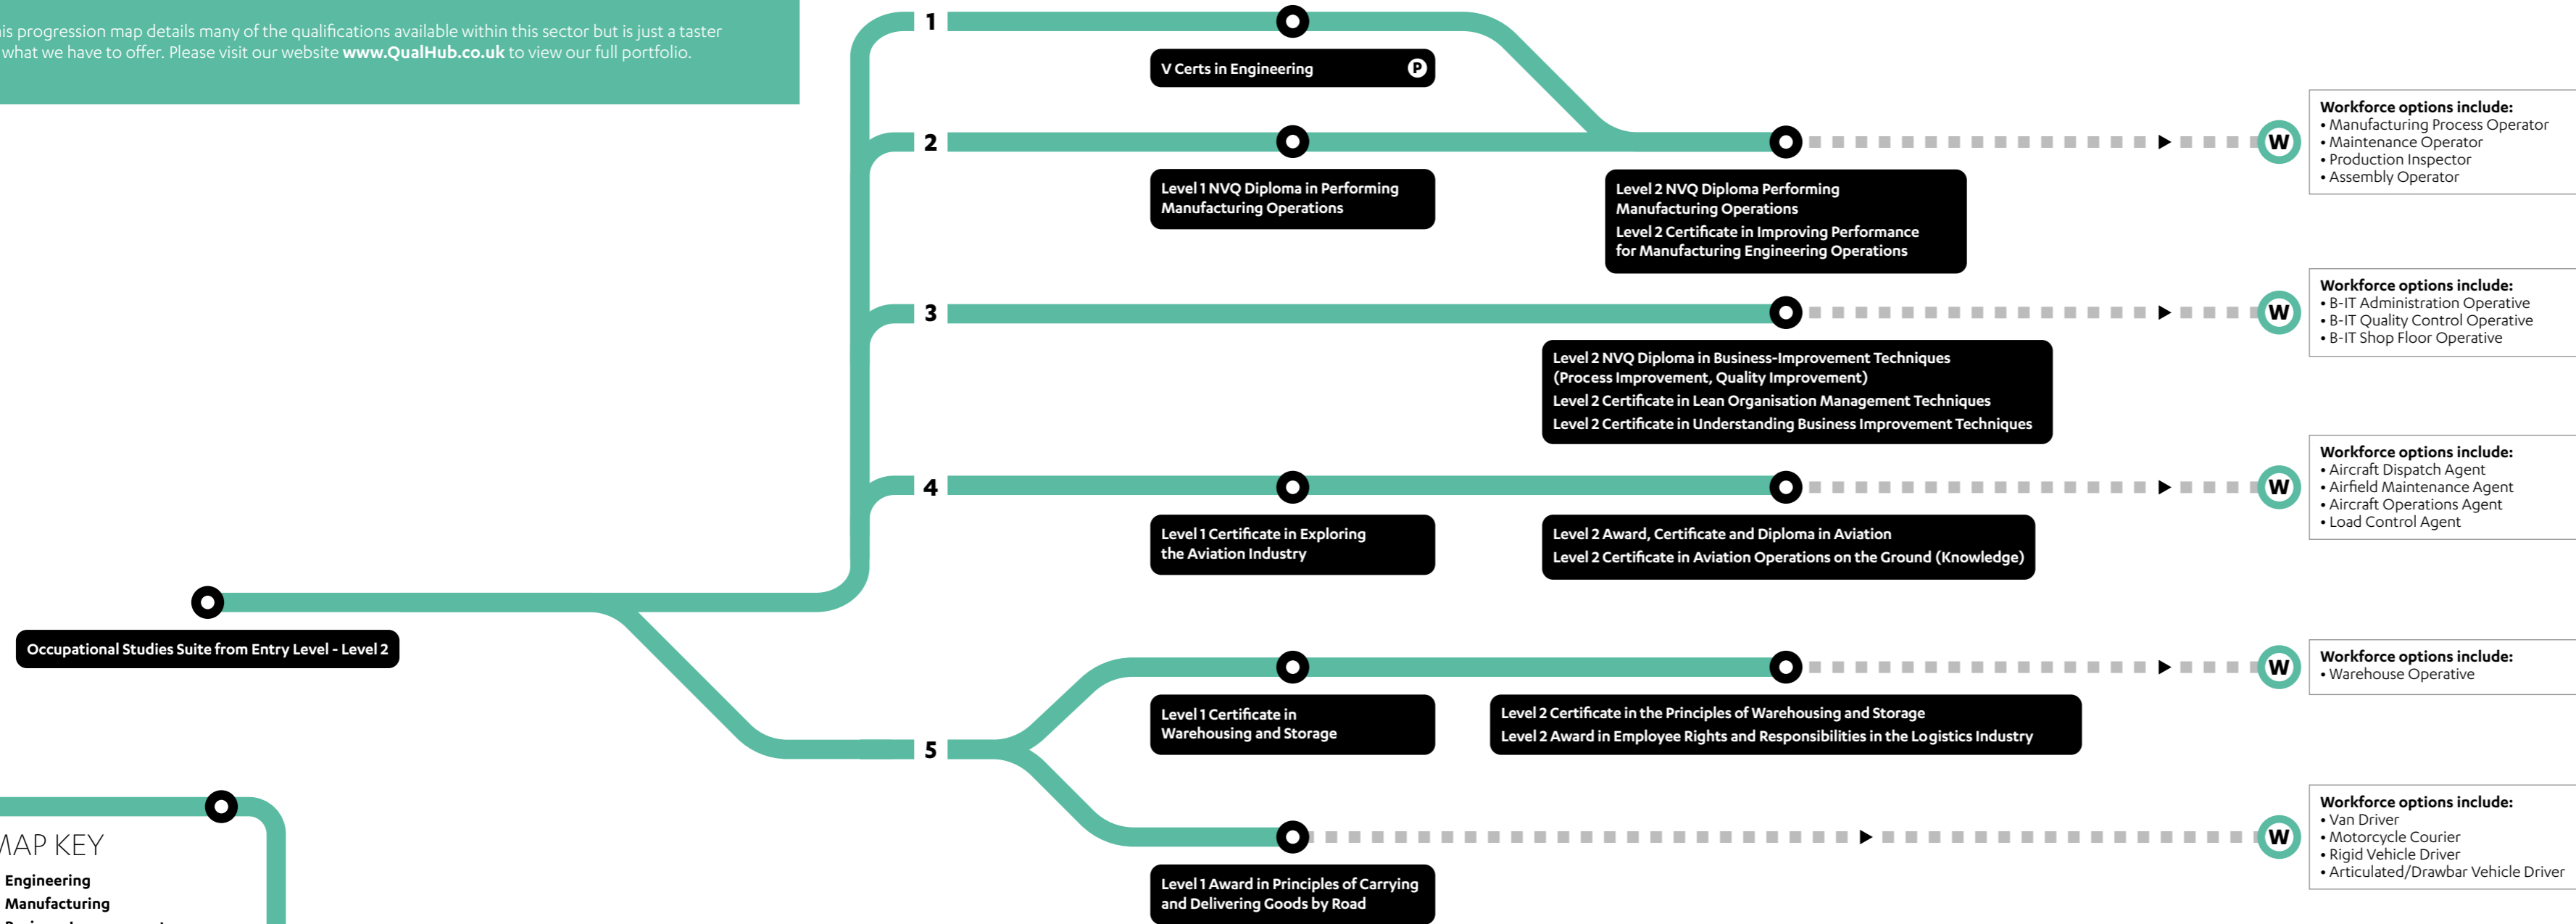 is progression map details many of the qualifications available within this sector but is just a taster
what we have to offer. Please visit our website www.QualHub.co.uk to view our full portfolio.
1
V Certs in Engineering P
2
Level 1 NVQ Diploma in Performing
Manufacturing Operations
Level 2 NVQ Diploma Performing
Manufacturing Operations
Level 2 Certificate in Improving Performance
for Manufacturing Engineering Operations
W
Workforce options include:
• Manufacturing Process Operator
• Maintenance Operator
• Production Inspector
• Assembly Operator
3
Level 2 NVQ Diploma in Business-Improvement Techniques
(Process Improvement, Quality Improvement)
Level 2 Certificate in Lean Organisation Management Techniques
Level 2 Certificate in Understanding Business Improvement Techniques
W
Workforce options include:
• B-IT Administration Operative
• B-IT Quality Control Operative
• B-IT Shop Floor Operative
4
Level 1 Certificate in Exploring
the Aviation Industry
Level 2 Award, Certificate and Diploma in Aviation
Level 2 Certificate in Aviation Operations on the Ground (Knowledge)
W
Workforce options include:
• Aircraft Dispatch Agent
• Airfield Maintenance Agent
• Aircraft Operations Agent
• Load Control Agent
Occupational Studies Suite from Entry Level - Level 2
5
Level 1 Certificate in
Warehousing and Storage
Level 2 Certificate in the Principles of Warehousing and Storage
Level 2 Award in Employee Rights and Responsibilities in the Logistics Industry
W
Workforce options include:
• Warehouse Operative
Level 1 Award in Principles of Carrying
and Delivering Goods by Road
W
Workforce options include:
• Van Driver
• Motorcycle Courier
• Rigid Vehicle Driver
• Articulated/Drawbar Vehicle Driver
MAP KEY
Engineering
Manufacturing